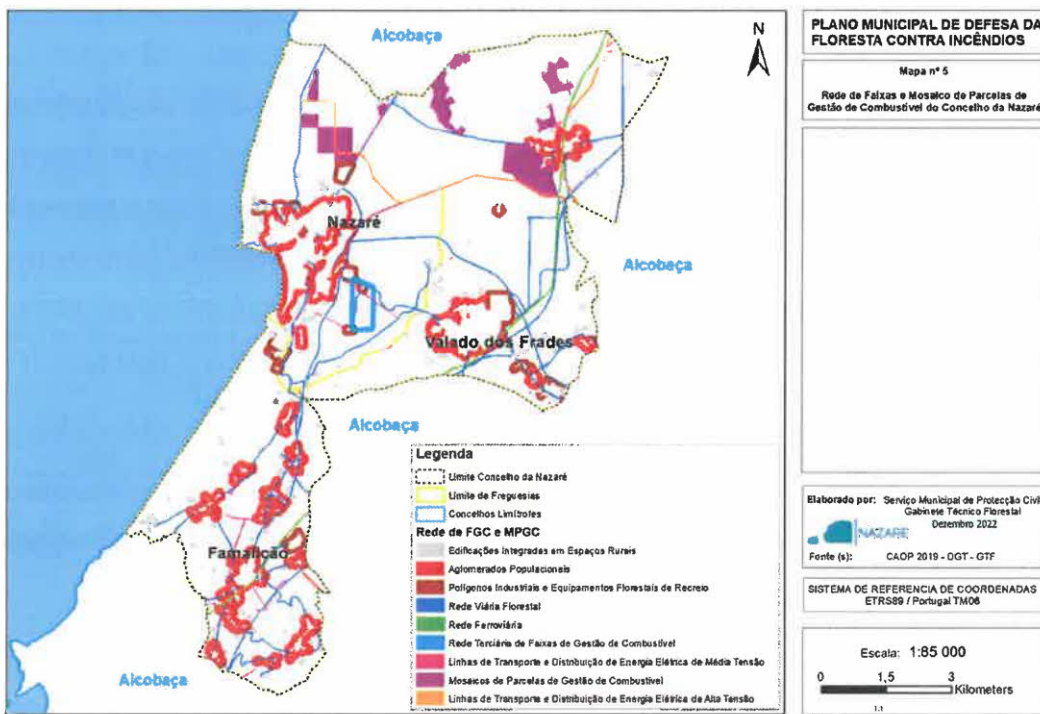 Alcobaça
N
Nazaré
Alcobaça
Valado dos Frades
Alcobaça
Famalicão
Alcobaça
Legenda
Limite Concelho da Nazaré
Limite de Freguesias
Concelhos Limítrofes
Rede de FGC e MPGC
Edificações Integradas em Espaços Rurais
Aglomerados Populacionais
Polígonos Industriais e Equipamentos Florestais de Recreio
Rede Viária Florestal
Rede Ferroviária
Rede Terciária de Faixas de Gestão de Combustível
Linhas de Transporte e Distribuição de Energia Elétrica de Média Tensão
Mosaicos de Parcelas de Gestão de Combustível
Linhas de Transporte e Distribuição de Energia Elétrica de Alta Tensão
PLANO MUNICIPAL DE DEFESA DA
FLORESTA CONTRA INCÊNDIOS
Mapa nº 5
Rede de Faixas e Mosaico de Parcelas de
Gestão de Combustível do Concelho da Nazaré
Elaborado por: Serviço Municipal de Protecção Civil
Gabinete Técnico Florestal
Dezembro 2022
NAZARÉ
Fonte (s): CAOP 2019 - DGT - GTF
SISTEMA DE REFERENCIA DE COORDENADAS
ETRS89 / Portugal TM06
Escala: 1:85 000
0 1,5 3
Kilometers
1:1